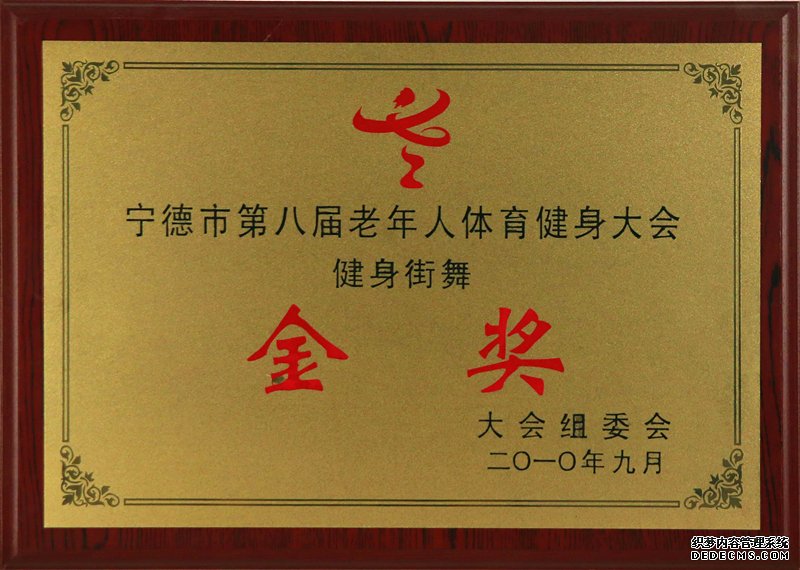 宁德市第八届老年人体育健身大会
健身街舞
金奖
大会组委会
二〇一〇年九月
织梦内容管理系统
DEDECMS.COM